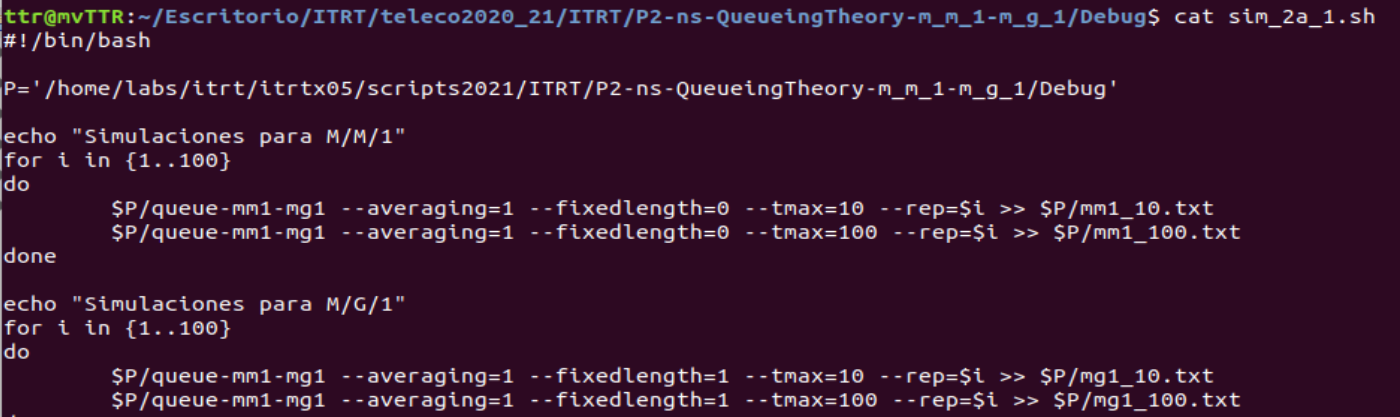 ttr@mvTTR:~/Escritorio/ITRT/teleco2020_21/ITRT/P2-ns-QueueingTheory-m_m_1-m_g_1/Debug$ cat sim_2a_1.sh
#!/bin/bash
P='/home/labs/itrt/itrtx05/scripts2021/ITRT/P2-ns-QueueingTheory-m_m_1-m_g_1/Debug'
echo "Simulaciones para M/M/1"
for i in {1..100}
do
        $P/queue-mm1-mg1 --averaging=1 --fixedlength=0 --tmax=10 --rep=$i >> $P/mm1_10.txt
        $P/queue-mm1-mg1 --averaging=1 --fixedlength=0 --tmax=100 --rep=$i >> $P/mm1_100.txt
done
echo "Simulaciones para M/G/1"
for i in {1..100}
do
        $P/queue-mm1-mg1 --averaging=1 --fixedlength=1 --tmax=10 --rep=$i >> $P/mg1_10.txt
        $P/queue-mm1-mg1 --averaging=1 --fixedlength=1 --tmax=100 --rep=$i >> $P/mg1_100.txt